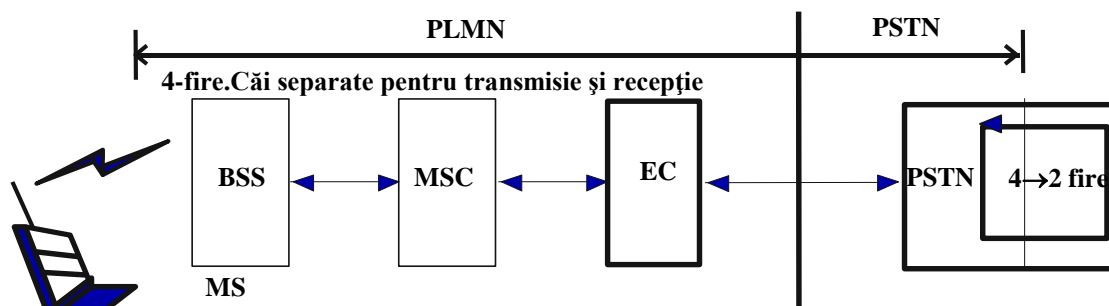 PLMN PSTN
4-fire.Căi separate pentru transmisie şi recepţie
BSS MSC EC PSTN 4→2 fire
MS